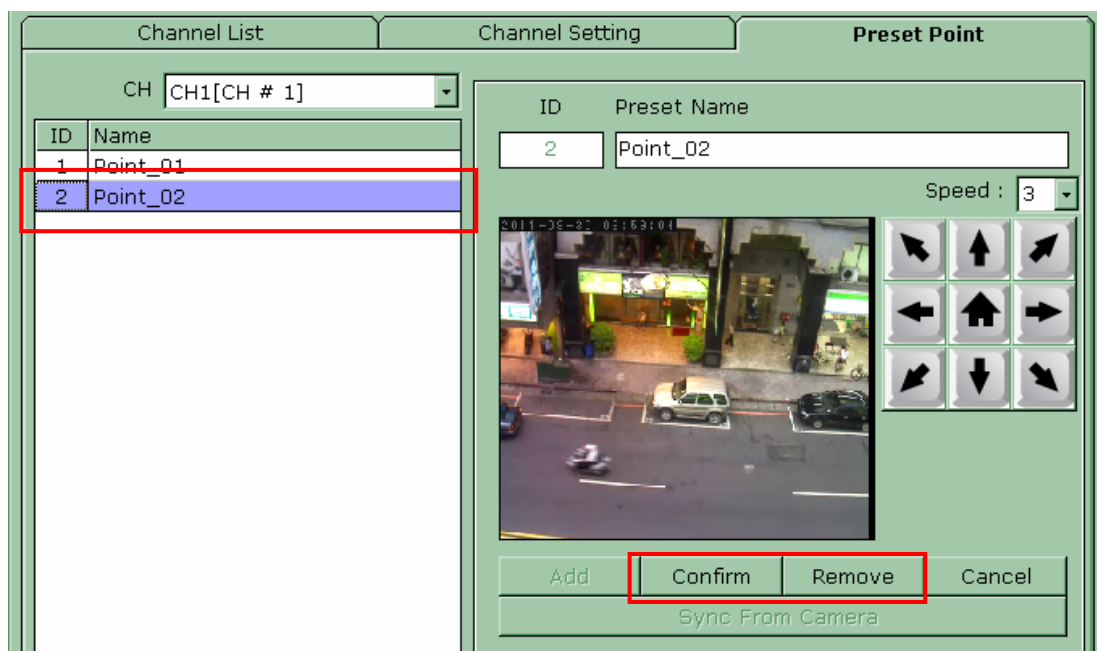 Channel List
Channel Setting
Preset Point
CH CH1[CH # 1]
ID Name
1 Point_01
2 Point_02
ID Preset Name
2 Point_02
Speed : 3
Add Confirm Remove Cancel
Sync From Camera